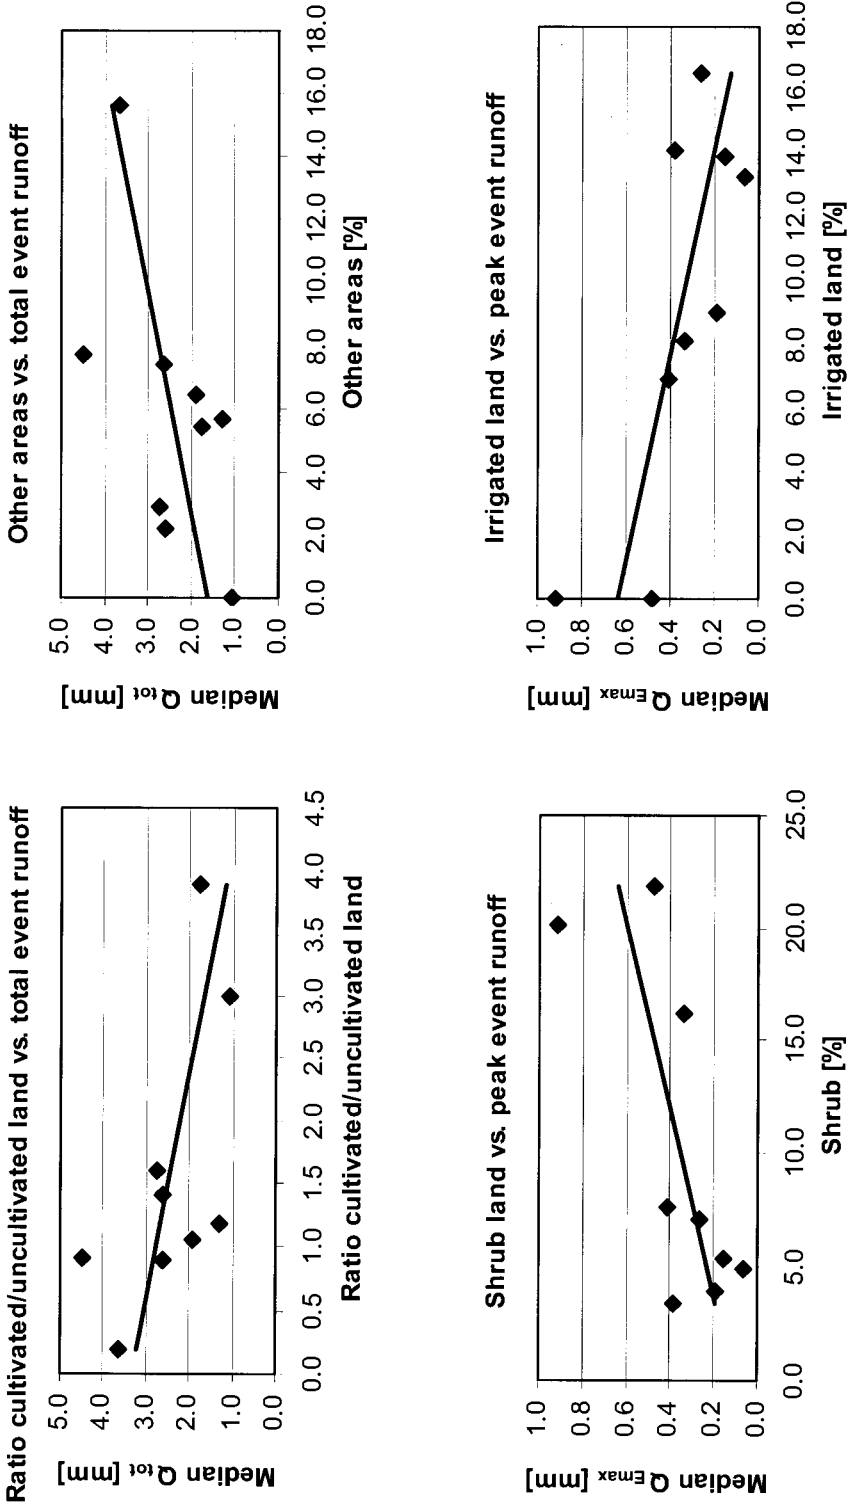 Ratio cultivated/uncultivated land vs. total event runoff
Median Qtot [mm]
5.0
4.0
3.0
2.0
1.0
0.0
0.0 0.5 1.0 1.5 2.0 2.5 3.0 3.5 4.0 4.5
Ratio cultivated/uncultivated land
Other areas vs. total event runoff
Median Qtot [mm]
5.0
4.0
3.0
2.0
1.0
0.0
0.0 2.0 4.0 6.0 8.0 10.0 12.0 14.0 16.0 18.0
Other areas [%]
Shrub land vs. peak event runoff
Median QEmax [mm]
1.0
0.8
0.6
0.4
0.2
0.0
0.0 5.0 10.0 15.0 20.0 25.0
Shrub [%]
Irrigated land vs. peak event runoff
Median QEmax [mm]
1.0
0.8
0.6
0.4
0.2
0.0
0.0 2.0 4.0 6.0 8.0 10.0 12.0 14.0 16.0 18.0
Irrigated land [%]